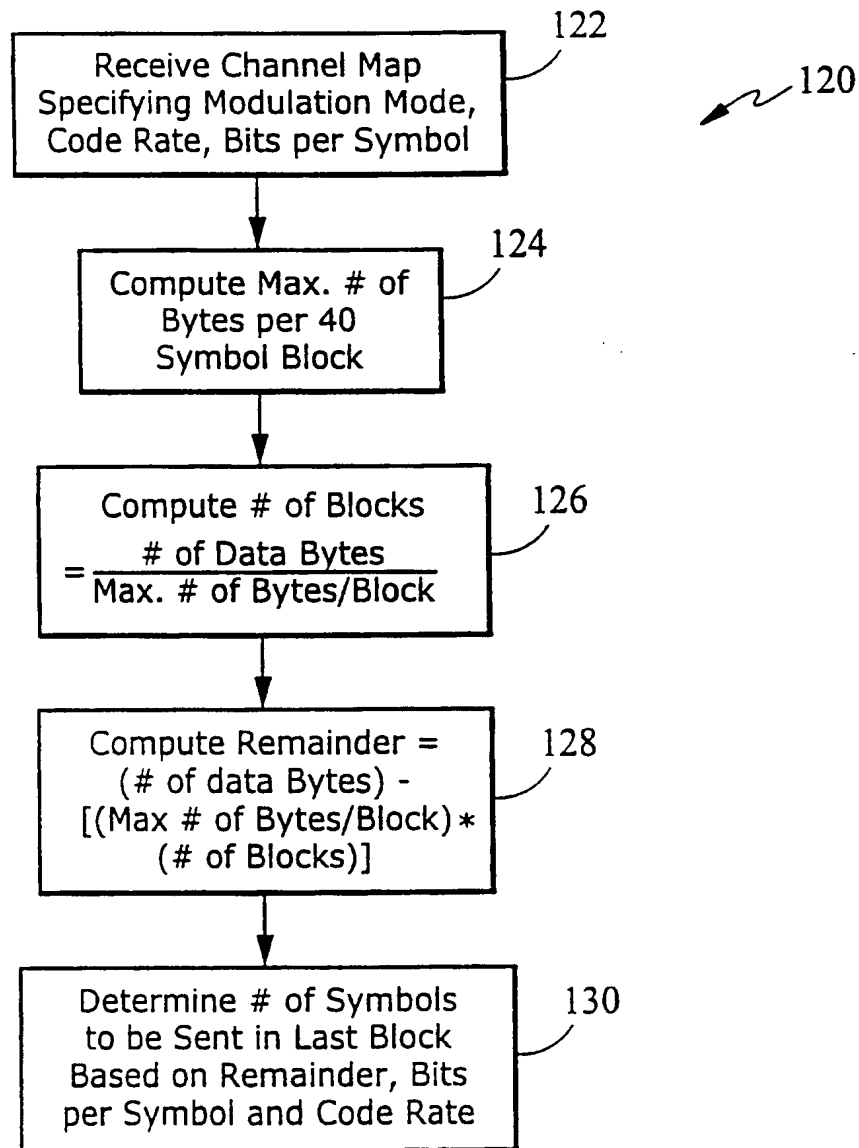 122
120
Receive Channel Map
Specifying Modulation Mode,
Code Rate, Bits per Symbol
124
Compute Max. # of
Bytes per 40
Symbol Block
126
Compute # of Blocks
= # of Data Bytes
Max. # of Bytes/Block
128
Compute Remainder =
(# of data Bytes) -
[(Max # of Bytes/Block) *
(# of Blocks)]
130
Determine # of Symbols
to be Sent in Last Block
Based on Remainder, Bits
per Symbol and Code Rate